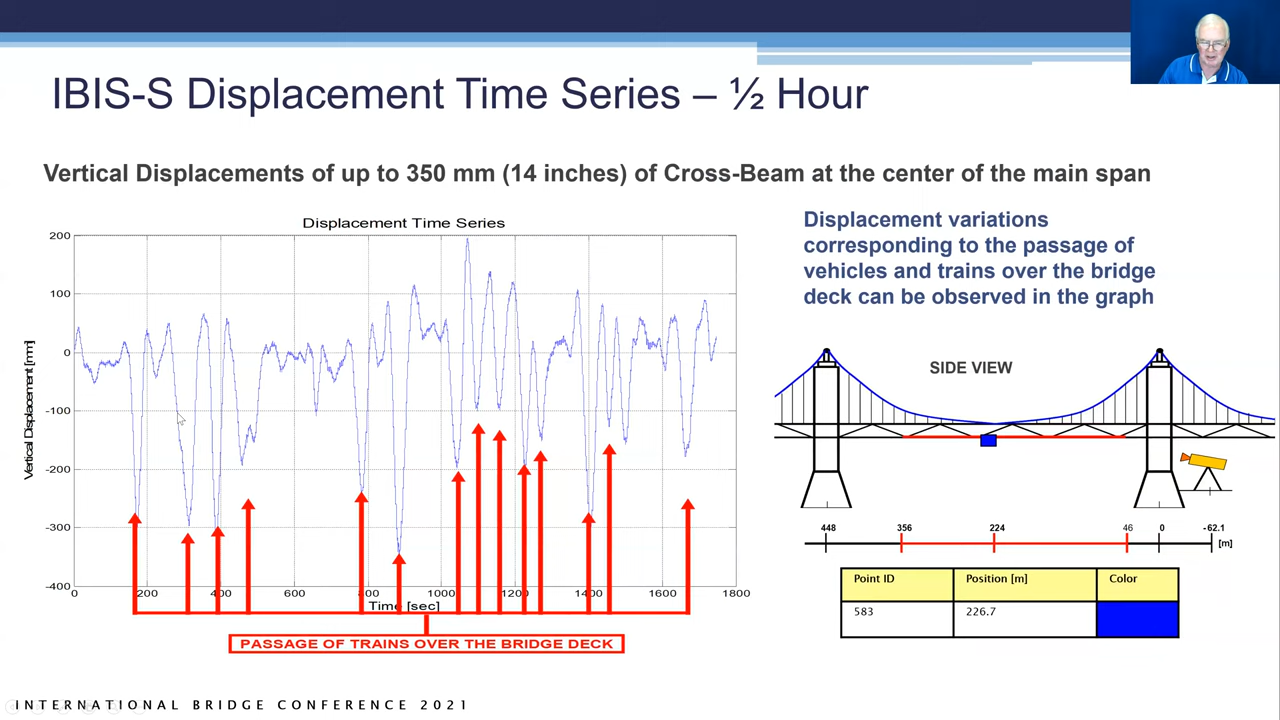 IBIS-S Displacement Time Series – ½ Hour
Vertical Displacements of up to 350 mm (14 inches) of Cross-Beam at the center of the main span
Displacement Time Series
200
100
0
-100
-200
-300
-400
Vertical Displacement [mm]
0 200 400 600 800 1000 1200 1400 1600 1800
Time [sec]
PASSAGE OF TRAINS OVER THE BRIDGE DECK
Displacement variations
corresponding to the passage of
vehicles and trains over the bridge
deck can be observed in the graph
SIDE VIEW
448 356 224 46 0 -62.1
[m]
Point ID Position [m] Color
583 226.7
INTERNATIONAL BRIDGE CONFERENCE 2021